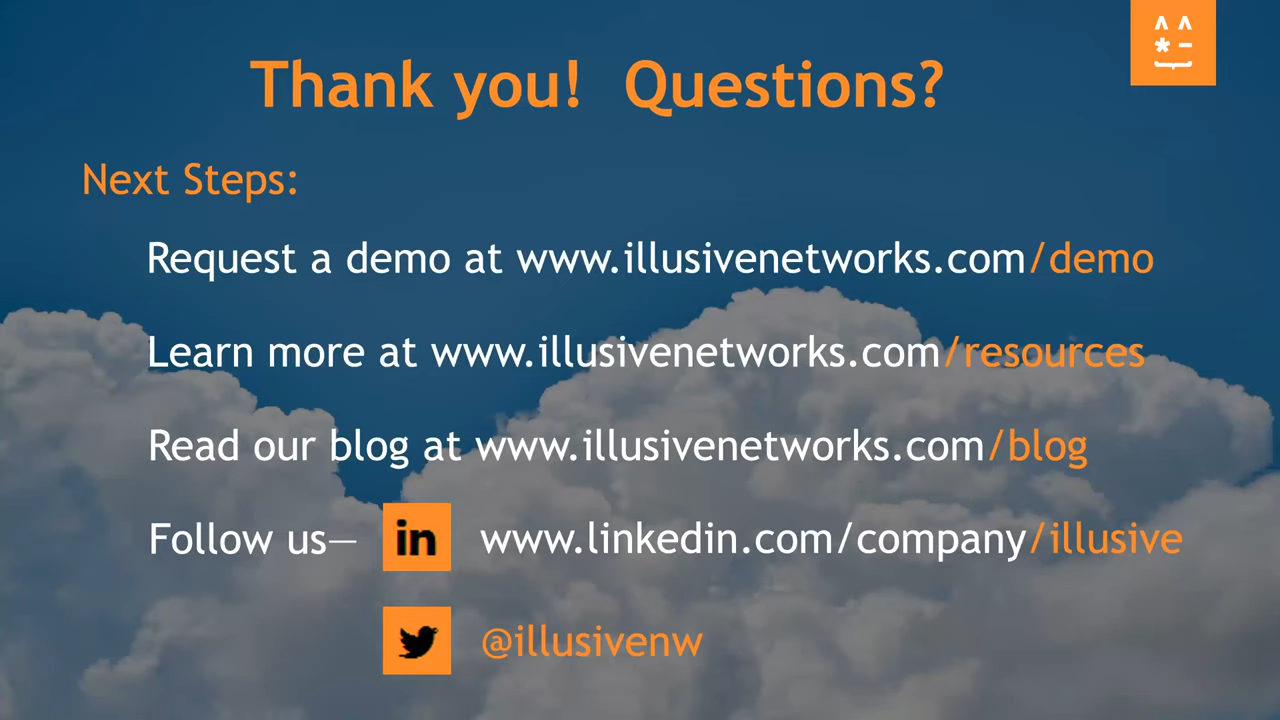 Thank you! Questions?
Next Steps:
Request a demo at www.illusivenetworks.com/demo
Learn more at www.illusivenetworks.com/resources
Read our blog at www.illusivenetworks.com/blog
Follow us— in www.linkedin.com/company/illusive
@illusivenw